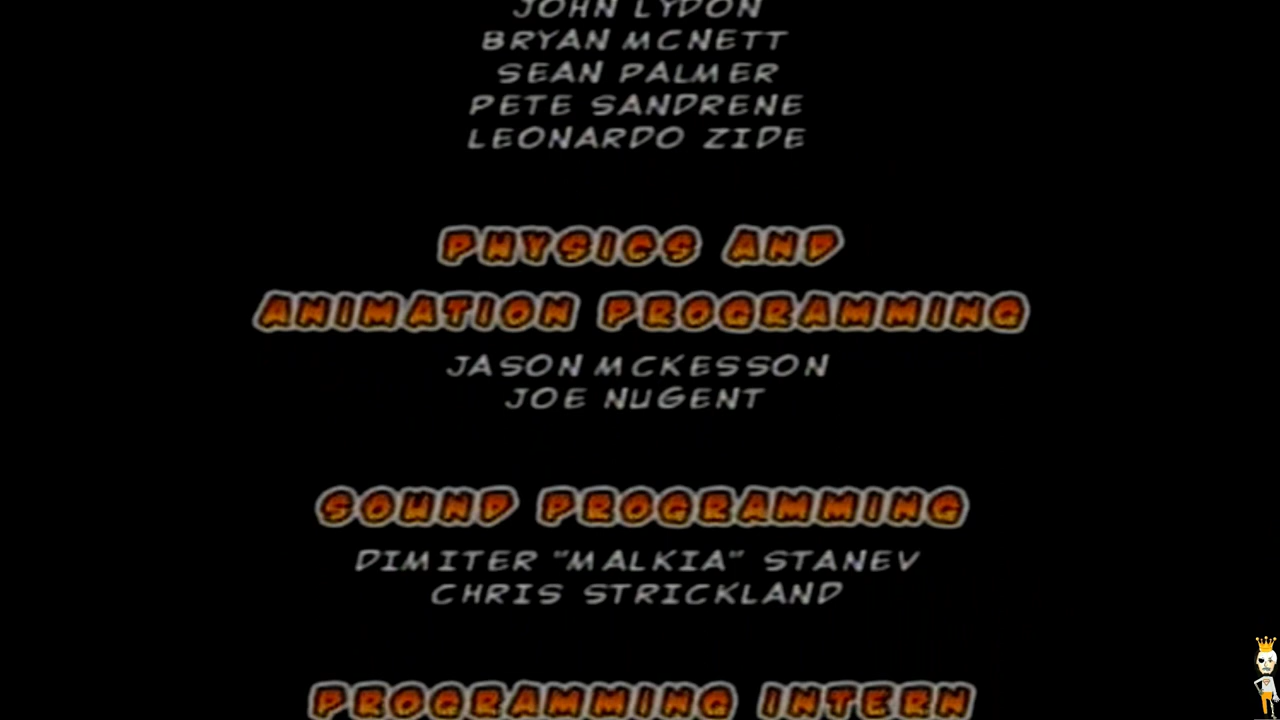 JOHN LYDON
BRYAN MCNETT
SEAN PALMER
PETE SANDRENE
LEONARDO ZIDE
PHYSICS AND
ANIMATION PROGRAMMING
JASON MCKESSON
JOE NUGENT
SOUND PROGRAMMING
DIMITER "MALKIA" STANEV
CHRIS STRICKLAND
PROGRAMMING INTERN